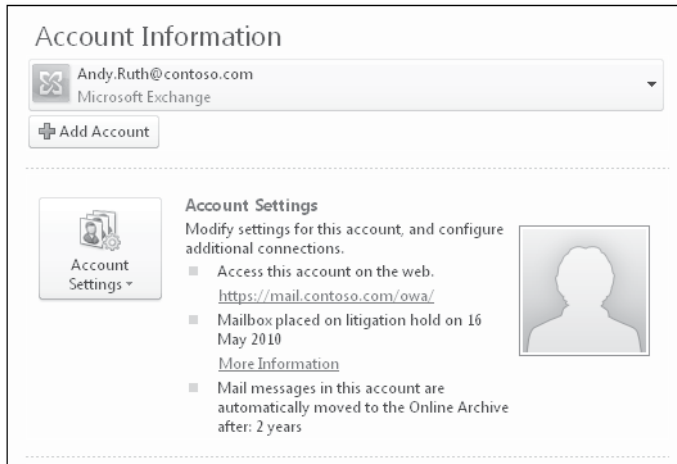 Account Information
Andy.Ruth@contoso.com
Microsoft Exchange
Add Account
Account
Settings
Account Settings
Modify settings for this account, and configure
additional connections.
Access this account on the web.
https://mail.contoso.com/owa/
Mailbox placed on litigation hold on 16
May 2010
More Information
Mail messages in this account are
automatically moved to the Online Archive
after: 2 years